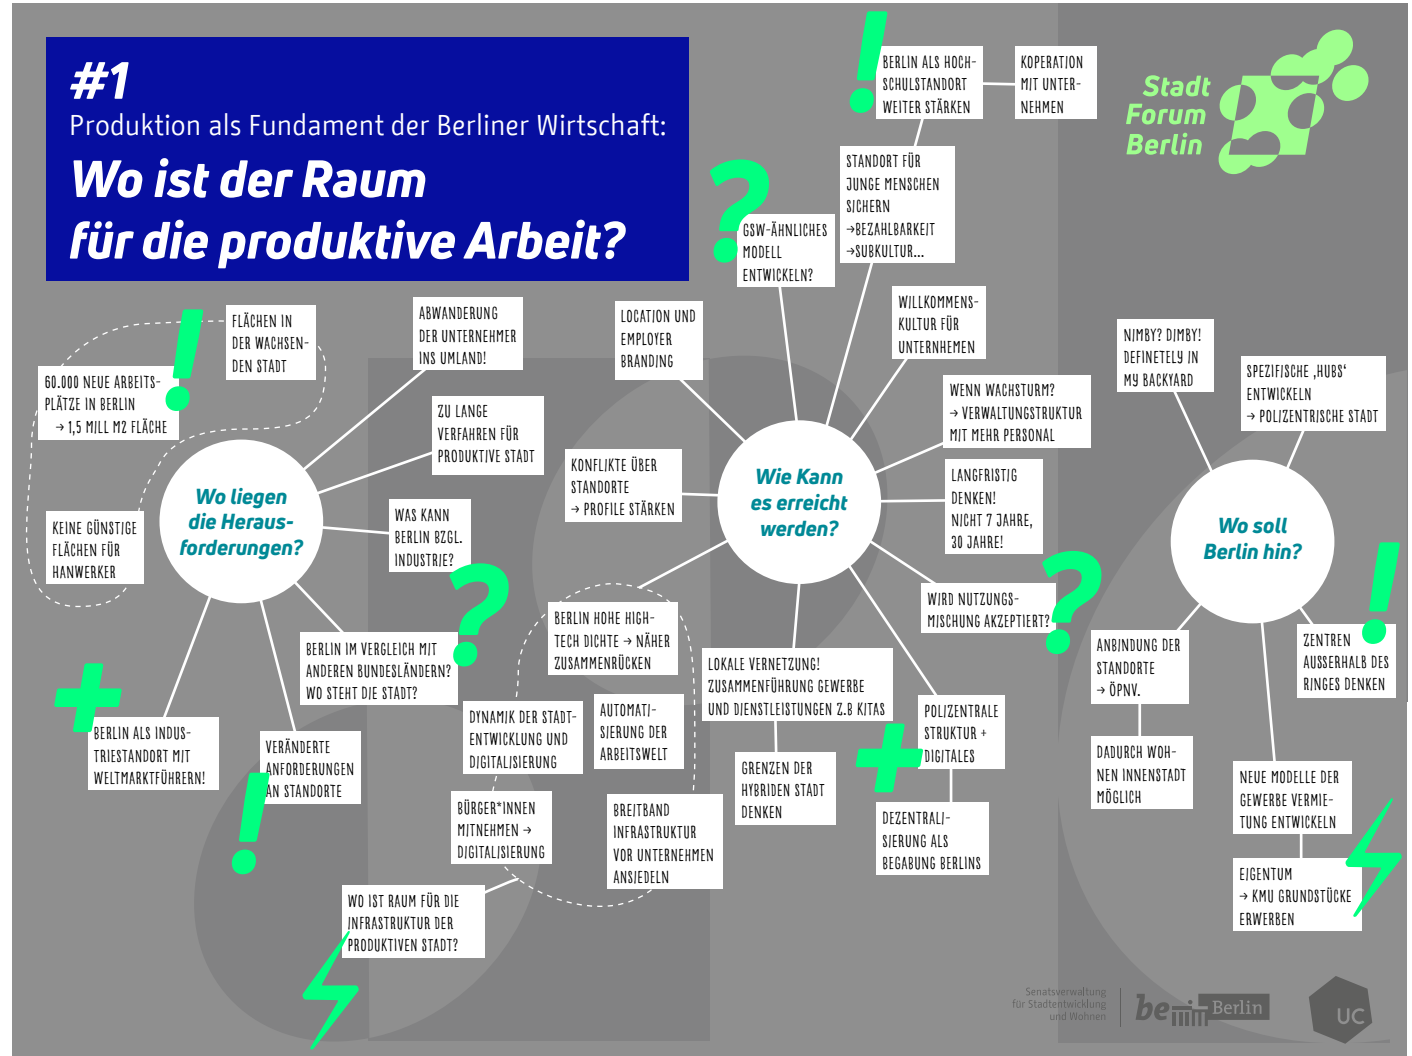 #1
Produktion als Fundament der Berliner Wirtschaft:
Wo ist der Raum
für die produktive Arbeit?
Stadt
Forum
Berlin
BERLIN ALS HOCH-
SCHULSTANDORT
WEITER STÄRKEN
KOPERATION
MIT UNTER-
NEHMEN
STANDORT FÜR
JUNGE MENSCHEN
SICHERN
→BEZAHLBARKEIT
→SUBKULTUR...
GSW-ÄHNLICHES
MODELL
ENTWICKELN?
FLÄCHEN IN
DER WACHSEN-
DEN STADT
60.000 NEUE ARBEITS-
PLÄTZE IN BERLIN
→ 1,5 MILL M2 FLÄCHE
KEINE GÜNSTIGE
FLÄCHEN FÜR
HANWERKER
ABWANDERUNG
DER UNTERNEHMER
INS UMLAND!
ZU LANGE
VERFAHREN FÜR
PRODUKTIVE STADT
WAS KANN
BERLIN BZGL.
INDUSTRIE?
Wo liegen
die Heraus-
forderungen?
BERLIN IM VERGLEICH MIT
ANDEREN BUNDESLÄNDERN?
WO STEHT DIE STADT?
BERLIN ALS INDUS-
TRIESTANDORT MIT
WELTMARKTFÜHRERN!
VERÄNDERTE
ANFORDERUNGEN
AN STANDORTE
LOCATION UND
EMPLOYER
BRANDING
WILLKOMMENS-
KULTUR FÜR
UNTERNHEMEN
WENN WACHSTURM?
→ VERWALTUNGSTRUKTUR
MIT MEHR PERSONAL
KONFLIKTE ÜBER
STANDORTE
→ PROFILE STÄRKEN
Wie Kann
es erreicht
werden?
LANGFRISTIG
DENKEN!
NICHT 7 JAHRE,
30 JAHRE!
WIRD NUTZUNGS-
MISCHUNG AKZEPTIERT?
BERLIN HOHE HIGH-
TECH DICHTE → NÄHER
ZUSAMMENRÜCKEN
LOKALE VERNETZUNG!
ZUSAMMENFÜHRUNG GEWERBE
UND DIENSTLEISTUNGEN Z.B KITAS
POLIZENTRALE
STRUKTUR +
DIGITALES
DYNAMIK DER STADT-
ENTWICKLUNG UND
DIGITALISIERUNG
AUTOMATI-
SIERUNG DER
ARBEITSWELT
GRENZEN DER
HYBRIDEN STADT
DENKEN
DEZENTRALI-
SIERUNG ALS
BEGABUNG BERLINS
BÜRGER*INNEN
MITNEHMEN →
DIGITALISIERUNG
BREITBAND
INFRASTRUKTUR
VOR UNTERNEHMEN
ANSIEDELN
WO IST RAUM FÜR DIE
INFRASTRUKTUR DER
PRODUKTIVEN STADT?
NIMBY? DIMBY!
DEFINETELY IN
MY BACKYARD
SPEZIFISCHE ‚HUBS‘
ENTWICKELN
→ POLIZENTRISCHE STADT
Wo soll
Berlin hin?
ANBINDUNG DER
STANDORTE
→ ÖPNV.
ZENTREN
AUSSERHALB DES
RINGES DENKEN
DADURCH WOH-
NEN INNENSTADT
MÖGLICH
NEUE MODELLE DER
GEWERBE VERMIE-
TUNG ENTWICKELN
EIGENTUM
→ KMU GRUNDSTÜCKE
ERWERBEN
Senatsverwaltung
für Stadtentwicklung
und Wohnen
be Berlin
UC